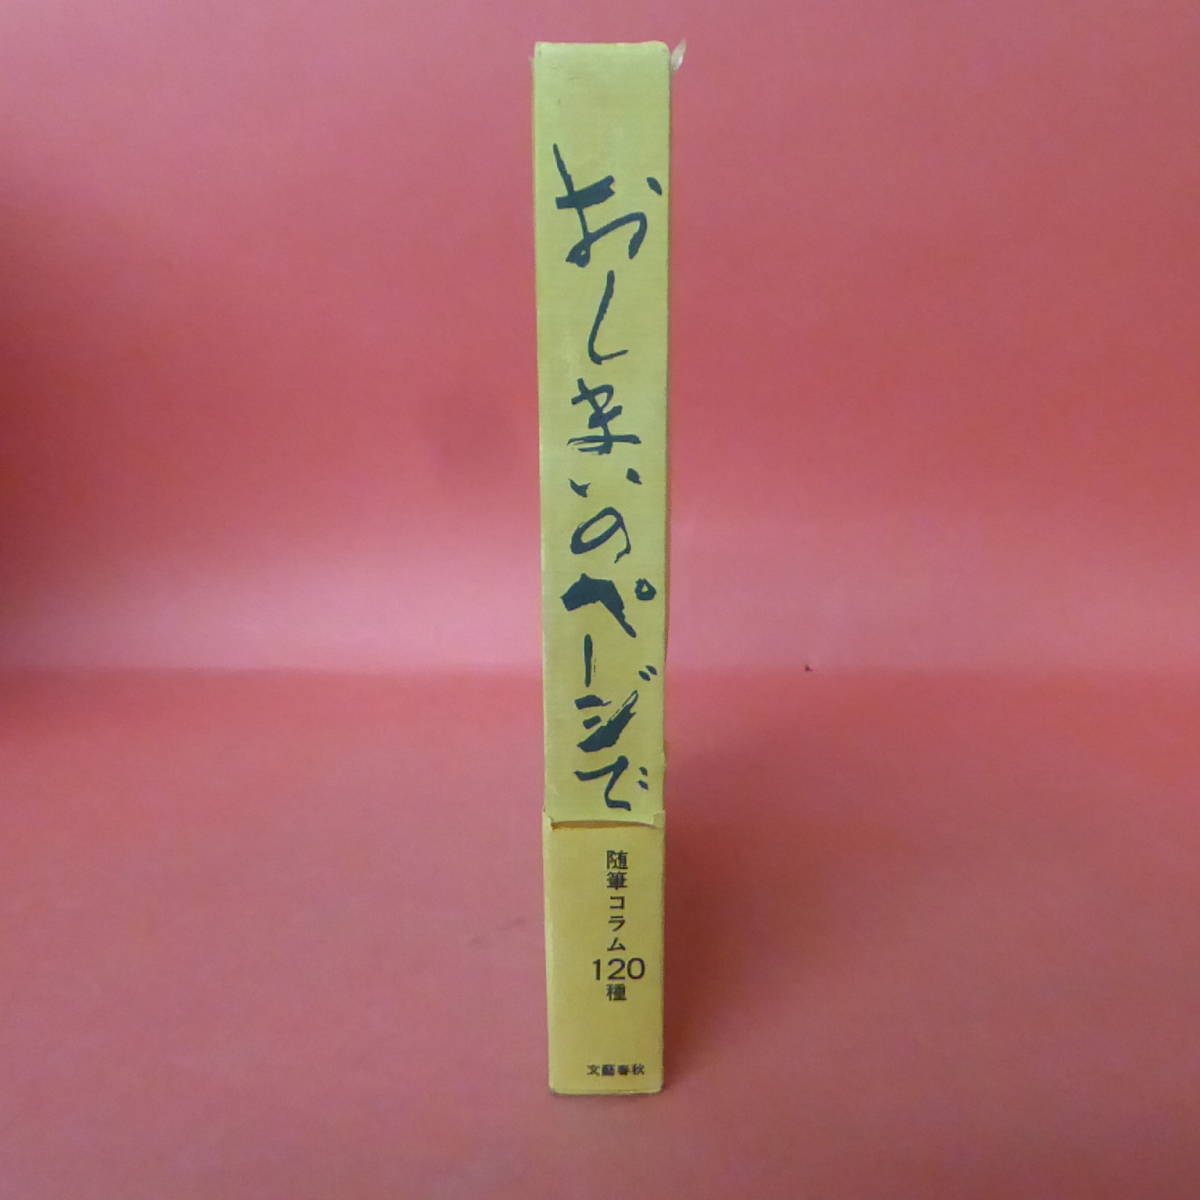 おしまいのページで
随筆コラム120種
文藝春秋